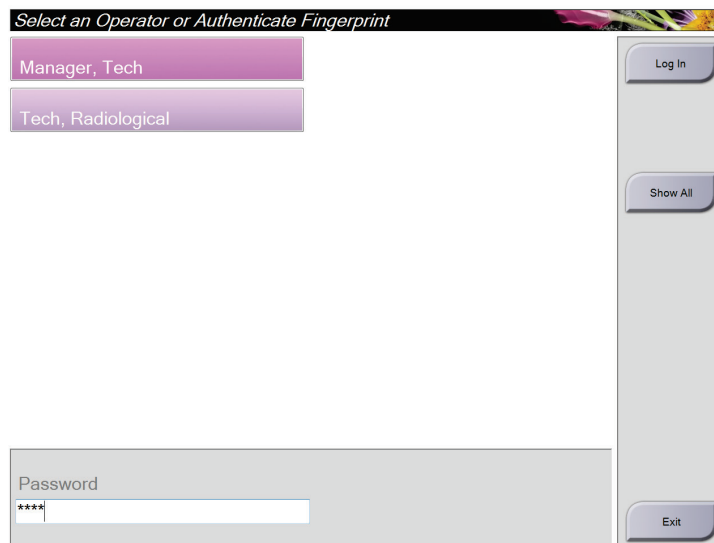 Select an Operator or Authenticate Fingerprint
Manager, Tech
Log In
Tech, Radiological
Show All
Password
****
Exit